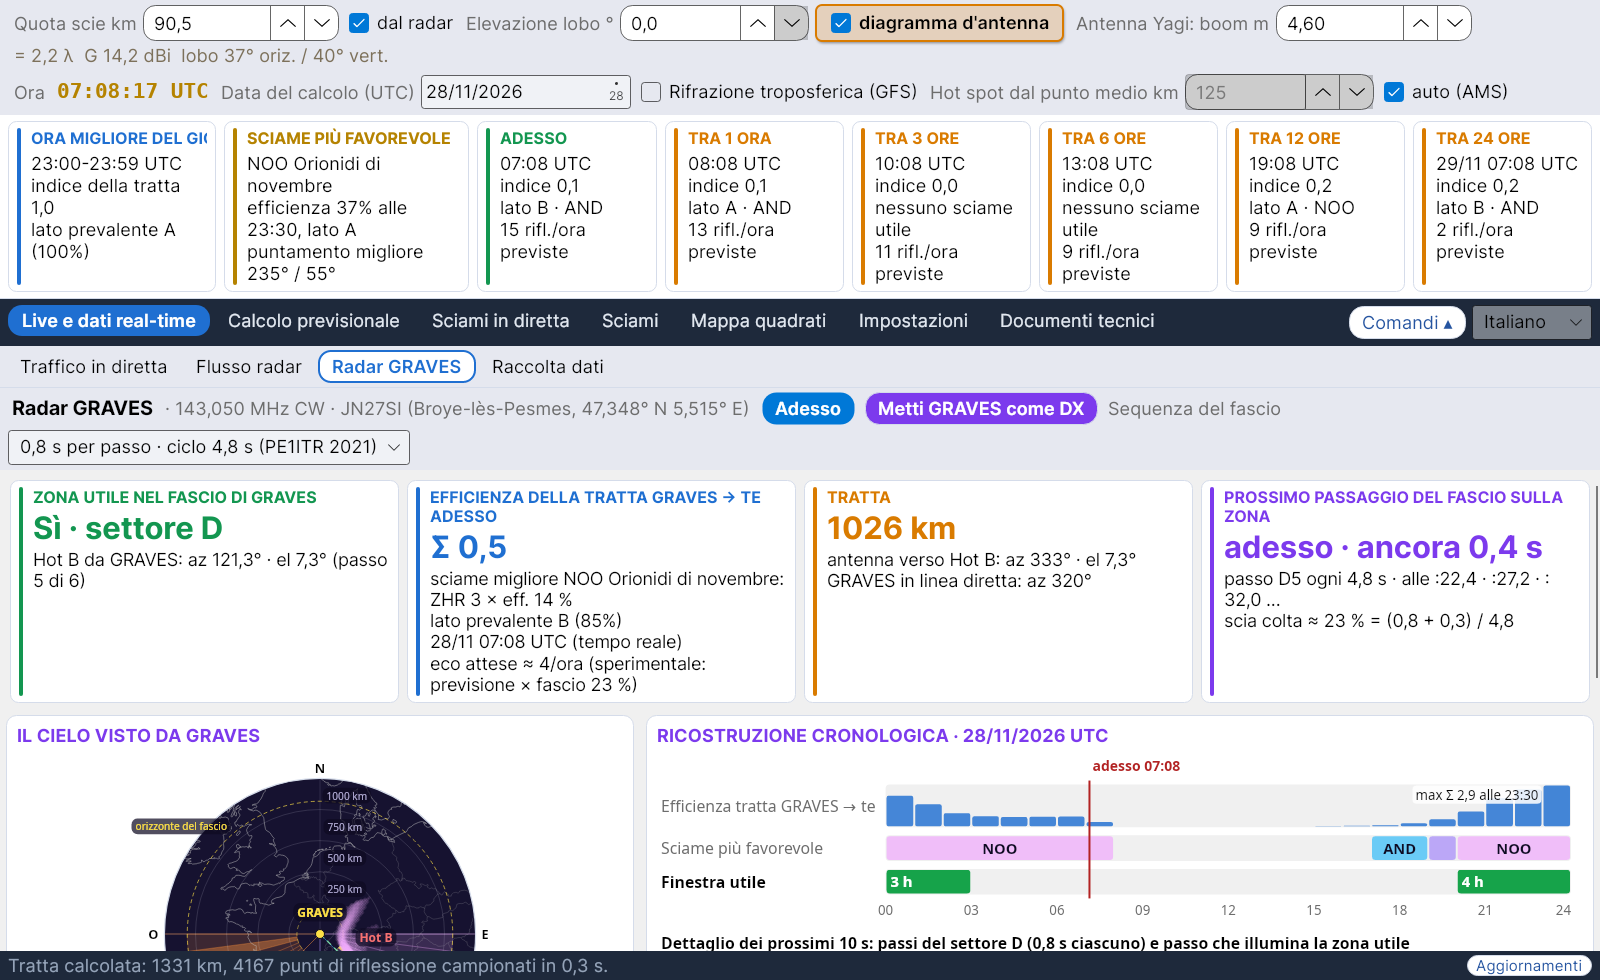 Quota scie km 90,5 dal radar Elevazione lobo ° 0,0 diagramma d'antenna Antenna Yagi: boom m 4,60
= 2,2 λ G 14,2 dBi lobo 37° oriz. / 40° vert.
Ora 07:08:17 UTC Data del calcolo (UTC) 28/11/2026 28 Rifrazione troposferica (GFS) Hot spot dal punto medio km 125 auto (AMS)
ORA MIGLIORE DEL GIO
23:00-23:59 UTC
indice della tratta
1,0
lato prevalente A
(100%)
SCIAME PIÙ FAVOREVOLE
NOO Orionidi di
novembre
efficienza 37% alle
23:30, lato A
puntamento migliore
235° / 55°
ADESSO
07:08 UTC
indice 0,1
lato B · AND
15 rifl./ora
previste
TRA 1 ORA
08:08 UTC
indice 0,1
lato A · AND
13 rifl./ora
previste
TRA 3 ORE
10:08 UTC
indice 0,0
nessuno sciame
utile
11 rifl./ora
previste
TRA 6 ORE
13:08 UTC
indice 0,0
nessuno sciame
utile
9 rifl./ora
previste
TRA 12 ORE
19:08 UTC
indice 0,2
lato A · NOO
9 rifl./ora
previste
TRA 24 ORE
29/11 07:08 UTC
indice 0,2
lato B · AND
2 rifl./ora
previste
Live e dati real-time Calcolo previsionale Sciami in diretta Sciami Mappa quadrati Impostazioni Documenti tecnici Comandi ▴ Italiano
Traffico in diretta Flusso radar Radar GRAVES Raccolta dati
Radar GRAVES · 143,050 MHz CW · JN27SI (Broye-lès-Pesmes, 47,348° N 5,515° E) Adesso Metti GRAVES come DX Sequenza del fascio
0,8 s per passo · ciclo 4,8 s (PE1ITR 2021)
ZONA UTILE NEL FASCIO DI GRAVES
Sì · settore D
Hot B da GRAVES: az 121,3° · el 7,3° (passo
5 di 6)
EFFICIENZA DELLA TRATTA GRAVES → TE
ADESSO
Σ 0,5
sciame migliore NOO Orionidi di novembre:
ZHR 3 × eff. 14 %
lato prevalente B (85%)
28/11 07:08 UTC (tempo reale)
eco attese ≈ 4/ora (sperimentale:
previsione × fascio 23 %)
TRATTA
1026 km
antenna verso Hot B: az 333° · el 7,3°
GRAVES in linea diretta: az 320°
PROSSIMO PASSAGGIO DEL FASCIO SULLA
ZONA
adesso · ancora 0,4 s
passo D5 ogni 4,8 s · alle :22,4 · :27,2 · :
32,0 ...
scia colta ≈ 23 % = (0,8 + 0,3) / 4,8
IL CIELO VISTO DA GRAVES
N
1000 km
orizzonte del fascio
750 km
500 km
250 km
GRAVES
O
Hot B
E
RICOSTRUZIONE CRONOLOGICA · 28/11/2026 UTC
adesso 07:08
Efficienza tratta GRAVES → te
max Σ 2,9 alle 23:30
Sciame più favorevole NOO AND NOO
Finestra utile 3 h 4 h
00 03 06 09 12 15 18 21 24
Dettaglio dei prossimi 10 s: passi del settore D (0,8 s ciascuno) e passo che illumina la zona utile
Tratta calcolata: 1331 km, 4167 punti di riflessione campionati in 0,3 s. Aggiornamenti